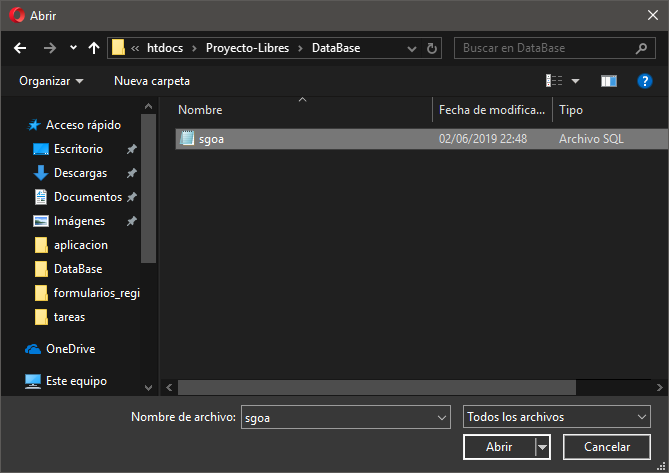 Abrir
« htdocs › Proyecto-Libres › DataBase
Buscar en DataBase
Organizar
Nueva carpeta
Nombre
Fecha de modifica...
Tipo
sgoa
02/06/2019 22:48
Archivo SQL
Acceso rápido
Escritorio
Descargas
Documentos
Imágenes
aplicacion
DataBase
formularios_regi
tareas
OneDrive
Este equipo
Nombre de archivo:
sgoa
Todos los archivos
Abrir
Cancelar